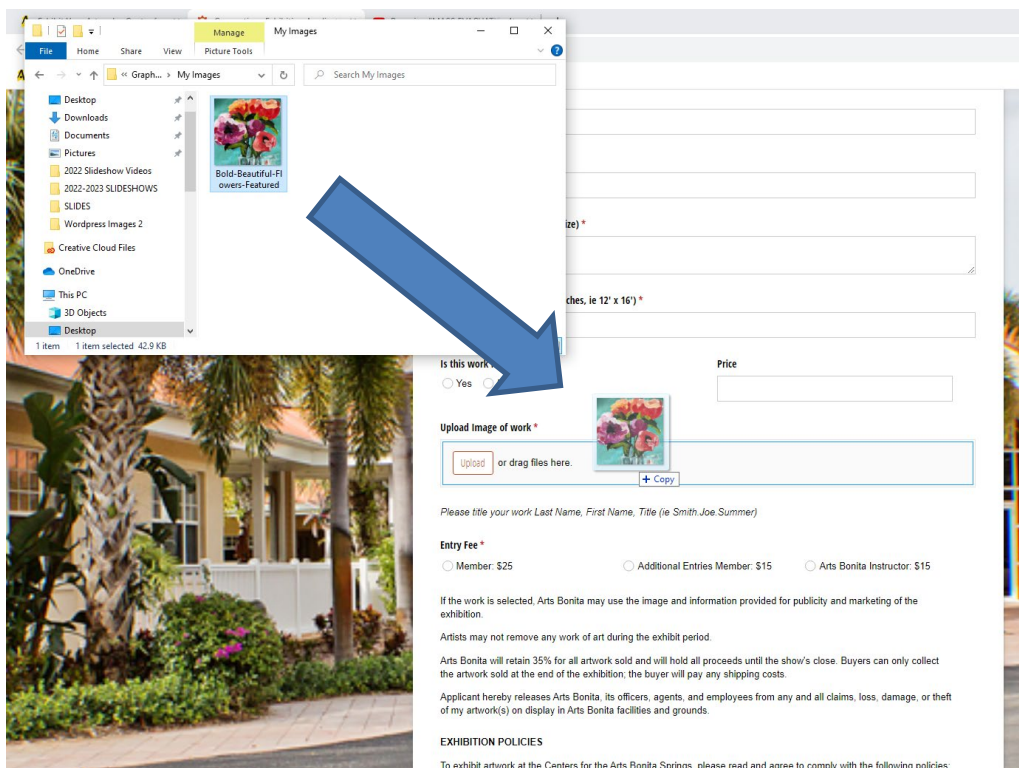 Manage
My Images
File
Home
Share
View
Picture Tools
« Graph... › My Images
Search My Images
Desktop
Downloads
Documents
Pictures
2022 Slideshow Videos
2022-2023 SLIDESHOWS
SLIDES
Wordpress Images 2
Creative Cloud Files
OneDrive
This PC
3D Objects
Desktop
Bold-Beautiful-Fl
owers-Featured
1 item 1 item selected 42.9 KB
ize) *
ches, ie 12' x 16') *
Is this work
Price
Yes
Upload Image of work *
Upload or drag files here.
+ Copy
Please title your work Last Name, First Name, Title (ie Smith.Joe.Summer)
Entry Fee *
Member: $25
Additional Entries Member: $15
Arts Bonita Instructor: $15
If the work is selected, Arts Bonita may use the image and information provided for publicity and marketing of the
exhibition.
Artists may not remove any work of art during the exhibit period.
Arts Bonita will retain 35% for all artwork sold and will hold all proceeds until the show's close. Buyers can only collect
the artwork sold at the end of the exhibition; the buyer will pay any shipping costs.
Applicant hereby releases Arts Bonita, its officers, agents, and employees from any and all claims, loss, damage, or theft
of my artwork(s) on display in Arts Bonita facilities and grounds.
EXHIBITION POLICIES
To exhibit artwork at the Centers for the Arts Bonita Springs, please read and agree to comply with the following policies: